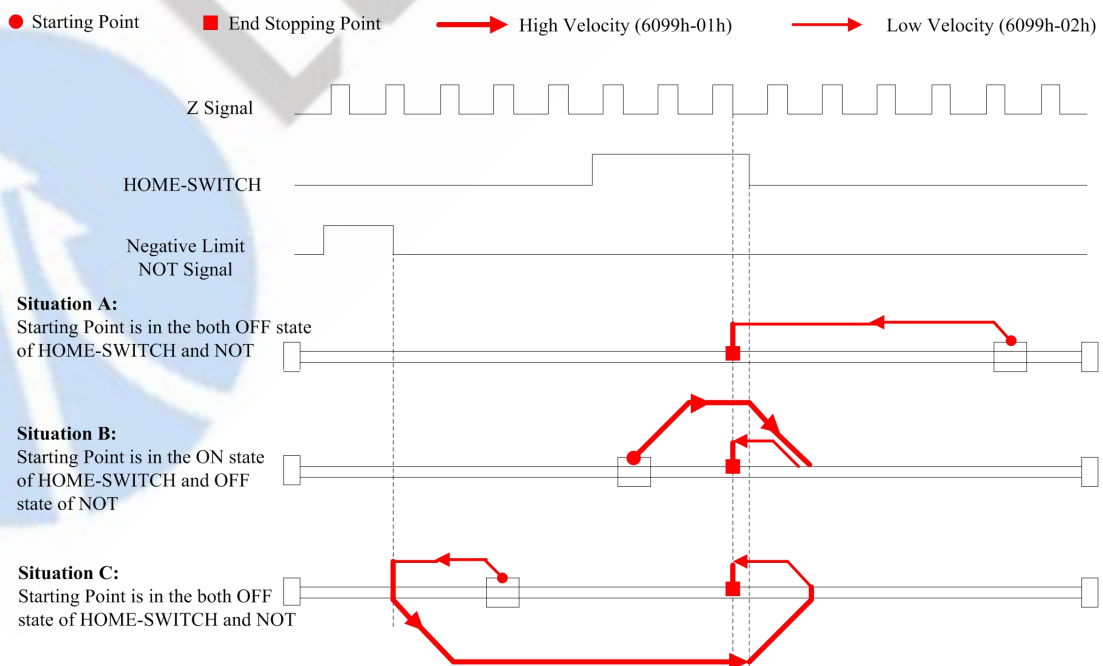 Starting Point
End Stopping Point
High Velocity (6099h-01h)
Low Velocity (6099h-02h)
Z Signal
HOME-SWITCH
Negative Limit
NOT Signal
Situation A:
Starting Point is in the both OFF state
of HOME-SWITCH and NOT
Situation B:
Starting Point is in the ON state
of HOME-SWITCH and OFF
state of NOT
Situation C:
Starting Point is in the both OFF
state of HOME-SWITCH and NOT